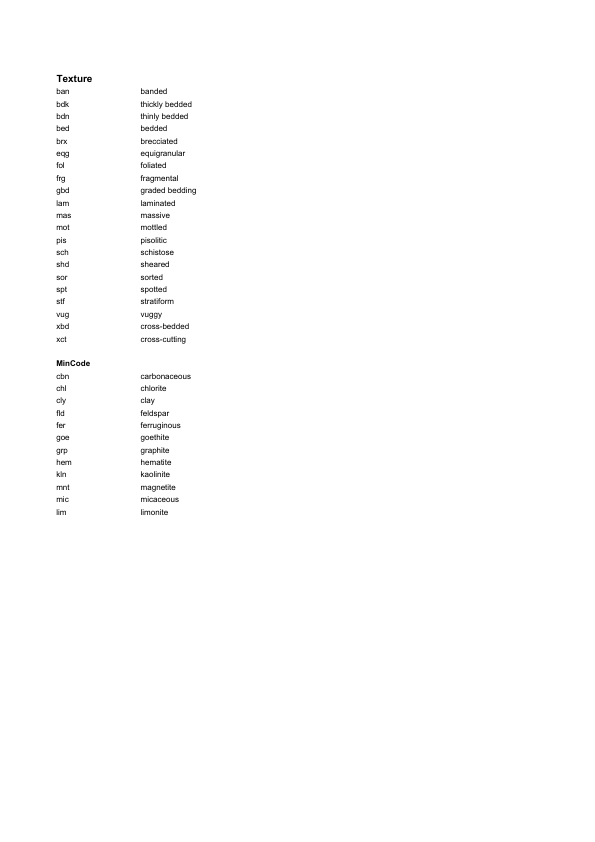 Texture
ban banded
bdk thickly bedded
bdn thinly bedded
bed bedded
brx brecciated
eqg equigranular
fol foliated
frg fragmental
gbd graded bedding
lam laminated
mas massive
mot mottled
pis pisolitic
sch schistose
shd sheared
sor sorted
spt spotted
stf stratiform
vug vuggy
xbd cross-bedded
xct cross-cutting
MinCode
cbn carbonaceous
chl chlorite
cly clay
fld feldspar
fer ferruginous
goe goethite
grp graphite
hem hematite
kln kaolinite
mnt magnetite
mic micaceous
lim limonite